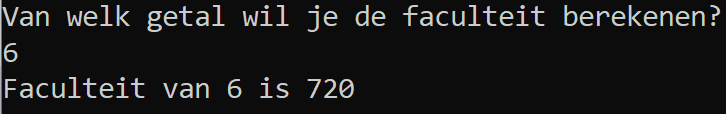 Van welk getal wil je de faculteit berekenen?
6
Faculteit van 6 is 720